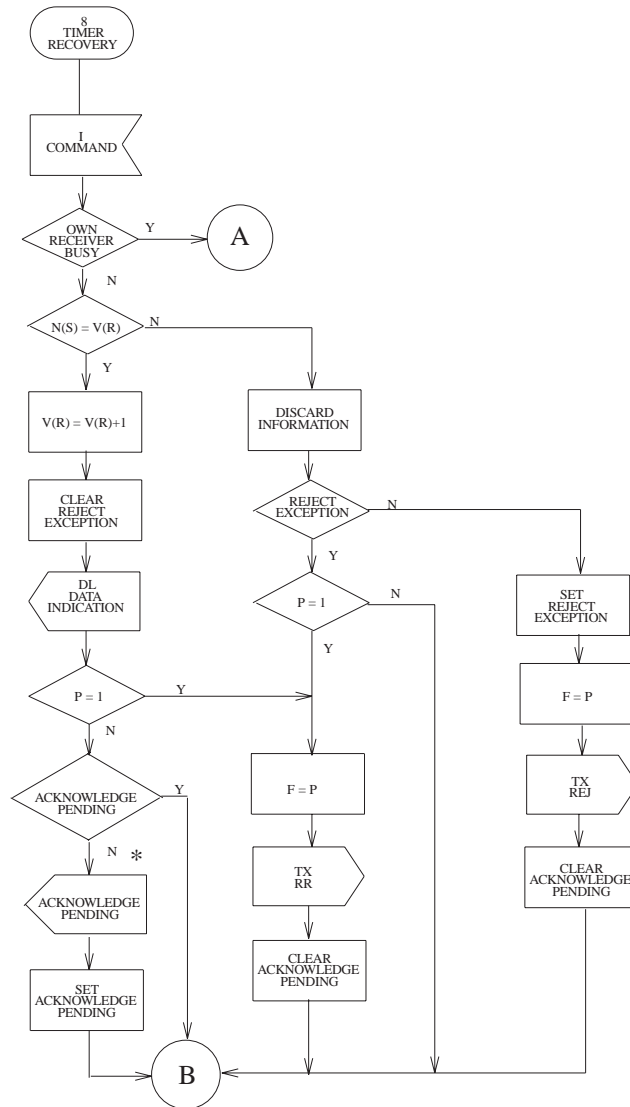 8
TIMER
RECOVERY
I
COMMAND
OWN
RECEIVER
BUSY
Y
A
N
N(S) = V(R)
N
Y
V(R) = V(R)+1
DISCARD
INFORMATION
CLEAR
REJECT
EXCEPTION
REJECT
EXCEPTION
N
Y
DL
DATA
INDICATION
P = 1
N
SET
REJECT
EXCEPTION
Y
P = 1
Y
N
F = P
ACKNOWLEDGE
PENDING
Y
F = P
TX
REJ
N
*
TX
RR
CLEAR
ACKNOWLEDGE
PENDING
ACKNOWLEDGE
PENDING
CLEAR
ACKNOWLEDGE
PENDING
SET
ACKNOWLEDGE
PENDING
B